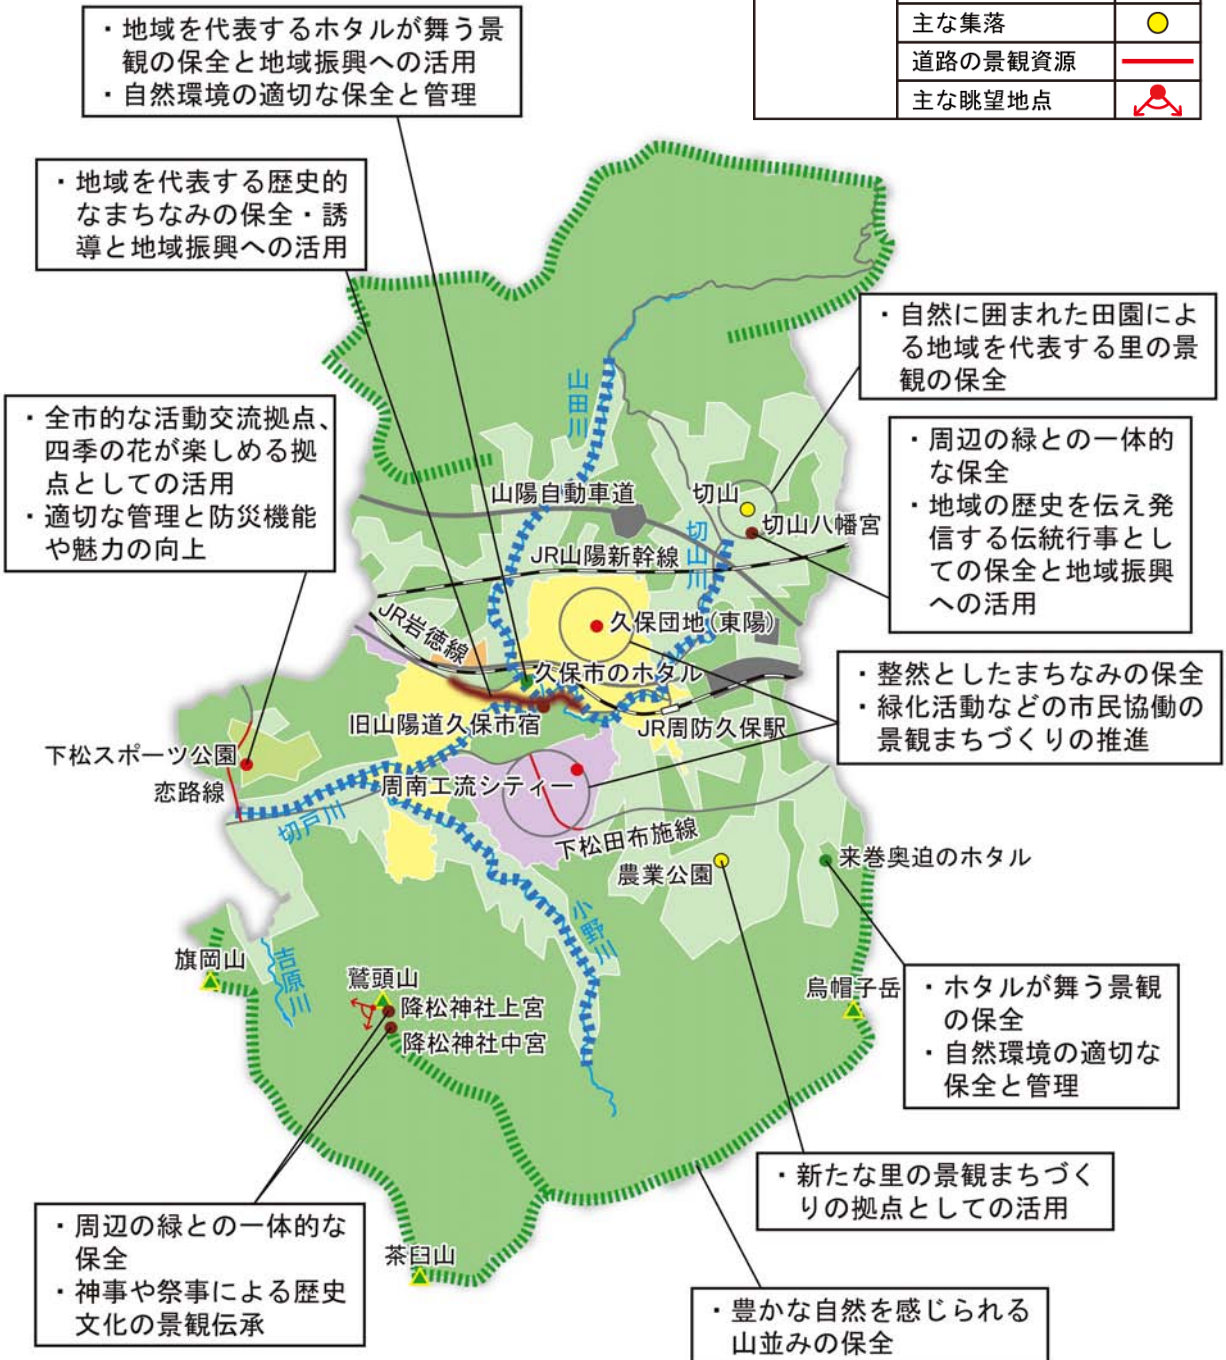 ・地域を代表するホタルが舞う景
観の保全と地域振興への活用
・自然環境の適切な保全と管理
主な集落
道路の景観資源
主な眺望地点
・地域を代表する歴史的
なまちなみの保全・誘
導と地域振興への活用
・自然に囲まれた田園によ
る地域を代表する里の景
観の保全
・全市的な活動交流拠点、
四季の花が楽しめる拠
点としての活用
・適切な管理と防災機能
や魅力の向上
・周辺の緑との一体的
な保全
・地域の歴史を伝え発
信する伝統行事とし
ての保全と地域振興
への活用
山田川
山陽自動車道
切山
切山八幡宮
切山川
JR山陽新幹線
JR岩徳線
久保団地(東陽)
久保市のホタル
・整然としたまちなみの保全
・緑化活動などの市民協働の
景観まちづくりの推進
旧山陽道久保市宿
JR周防久保駅
下松スポーツ公園
恋路線
周南工流シティー
切戸川
下松田布施線
農業公園
来巻奥迫のホタル
小野川
旗岡山
吉原川
鷲頭山
降松神社上宮
降松神社中宮
烏帽子岳
・ホタルが舞う景観
の保全
・自然環境の適切な
保全と管理
・新たな里の景観まちづく
りの拠点としての活用
・周辺の緑との一体的な
保全
・神事や祭事による歴史
文化の景観伝承
茶臼山
・豊かな自然を感じられる
山並みの保全